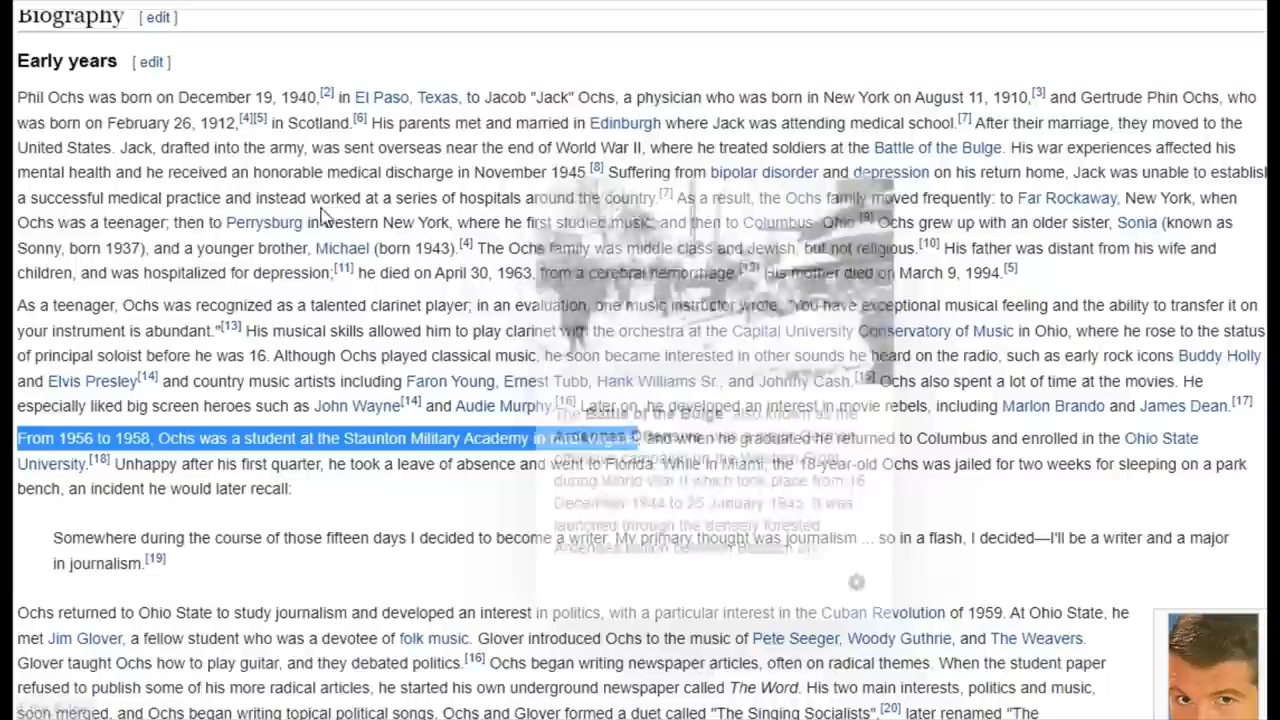 Biography [ edit ]
Early years [ edit ]
Phil Ochs was born on December 19, 1940,[2] in El Paso, Texas, to Jacob "Jack" Ochs, a physician who was born in New York on August 11, 1910,[3] and Gertrude Phin Ochs, who
was born on February 26, 1912,[4][5] in Scotland.[6] His parents met and married in Edinburgh where Jack was attending medical school.[7] After their marriage, they moved to the
United States. Jack, drafted into the army, was sent overseas near the end of World War II, where he treated soldiers at the Battle of the Bulge. His war experiences affected his
mental health and he received an honorable medical discharge in November 1945.[8] Suffering from bipolar disorder and depression on his return home, Jack was unable to establis
a successful medical practice and instead worked at a series of hospitals around the country.[7] As a result, the Ochs family moved frequently: to Far Rockaway, New York, when
Ochs was a teenager; then to Perrysburg in western New York, where he first studied music; and then to Columbus, Ohio.[9] Ochs grew up with an older sister, Sonia (known as
Sonny, born 1937), and a younger brother, Michael (born 1943).[4] The Ochs family was middle class and Jewish, but not religious.[10] His father was distant from his wife and
children, and was hospitalized for depression;[11] he died on April 30, 1963, from a cerebral hemorrhage.[12] His mother died on March 9, 1994.[5]
As a teenager, Ochs was recognized as a talented clarinet player; in an evaluation, one music instructor wrote, "You have exceptional musical feeling and the ability to transfer it on
your instrument is abundant."[13] His musical skills allowed him to play clarinet with the orchestra at the Capital University Conservatory of Music in Ohio, where he rose to the status
of principal soloist before he was 16. Although Ochs played classical music, he soon became interested in other sounds he heard on the radio, such as early rock icons Buddy Holly
and Elvis Presley[14] and country music artists including Faron Young, Ernest Tubb, Hank Williams Sr., and Johnny Cash.[15] Ochs also spent a lot of time at the movies. He
especially liked big screen heroes such as John Wayne[14] and Audie Murphy.[16] Later on, he developed an interest in movie rebels, including Marlon Brando and James Dean.[17]
From 1956 to 1958, Ochs was a student at the Staunton Military Academy in and when he graduated he returned to Columbus and enrolled in the Ohio State
University.[18] Unhappy after his first quarter, he took a leave of absence and went to Florida. While in Miami, the 18-year-old Ochs was jailed for two weeks for sleeping on a park
bench, an incident he would later recall:
Somewhere during the course of those fifteen days I decided to become a writer. My primary thought was journalism ... so in a flash, I decided—I'll be a writer and a major
in journalism.[19]
Ochs returned to Ohio State to study journalism and developed an interest in politics, with a particular interest in the Cuban Revolution of 1959. At Ohio State, he
met Jim Glover, a fellow student who was a devotee of folk music. Glover introduced Ochs to the music of Pete Seeger, Woody Guthrie, and The Weavers.
Glover taught Ochs how to play guitar, and they debated politics.[16] Ochs began writing newspaper articles, often on radical themes. When the student paper
refused to publish some of his more radical articles, he started his own underground newspaper called The Word. His two main interests, politics and music,
soon merged, and Ochs began writing topical political songs. Ochs and Glover formed a duet called "The Singing Socialists",[20] later renamed "The
The Battle of the Bulge, also known as the
during World War II which took place from 16
December 1944 to 25 January 1945. It was
launched through the densely forested